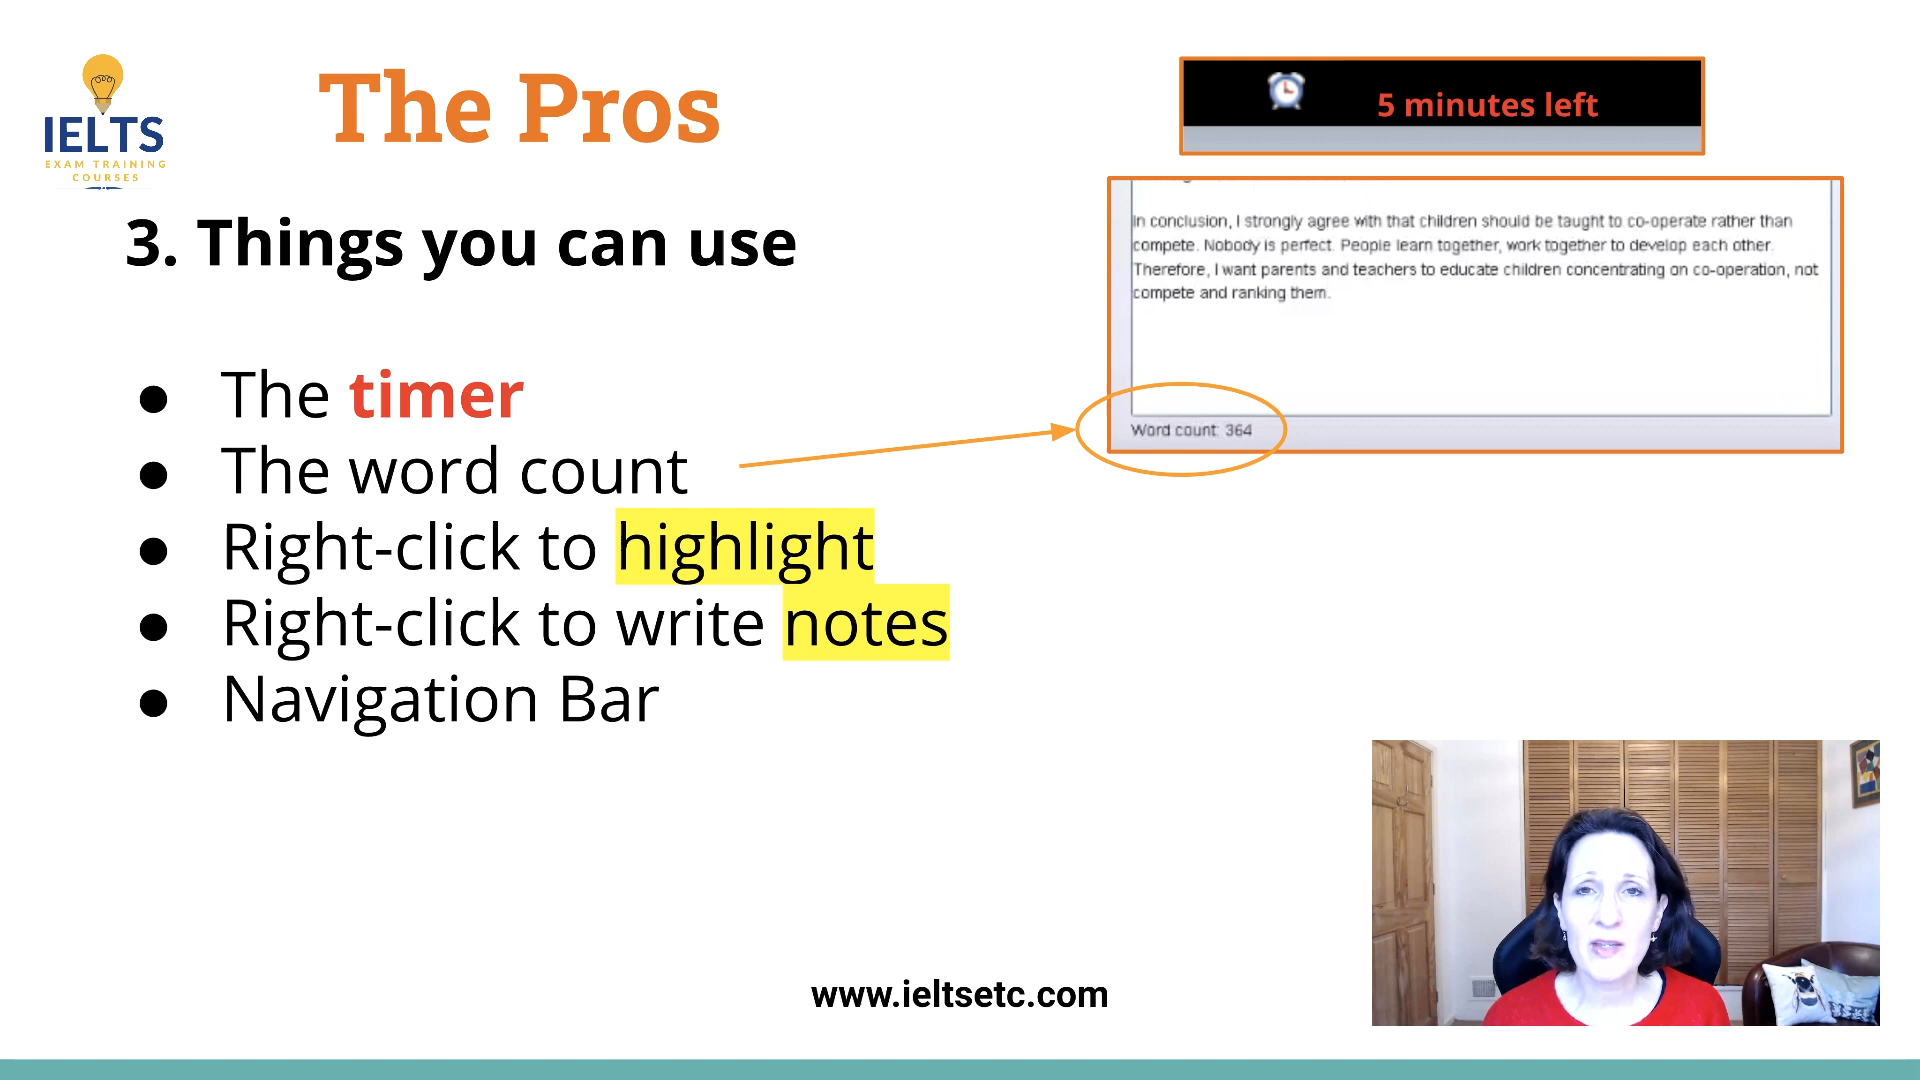 IELTS
EXAM TRAINING
COURSES
The Pros
5 minutes left
3. Things you can use
In conclusion, I strongly agree with that children should be taught to co-operate rather than
compete. Nobody is perfect. People learn together, work together to develop each other.
Therefore, I want parents and teachers to educate children concentrating on co-operation, not
compete and ranking them.
Word count: 364
● The timer
● The word count
● Right-click to highlight
● Right-click to write notes
● Navigation Bar
www.ieltsetc.com